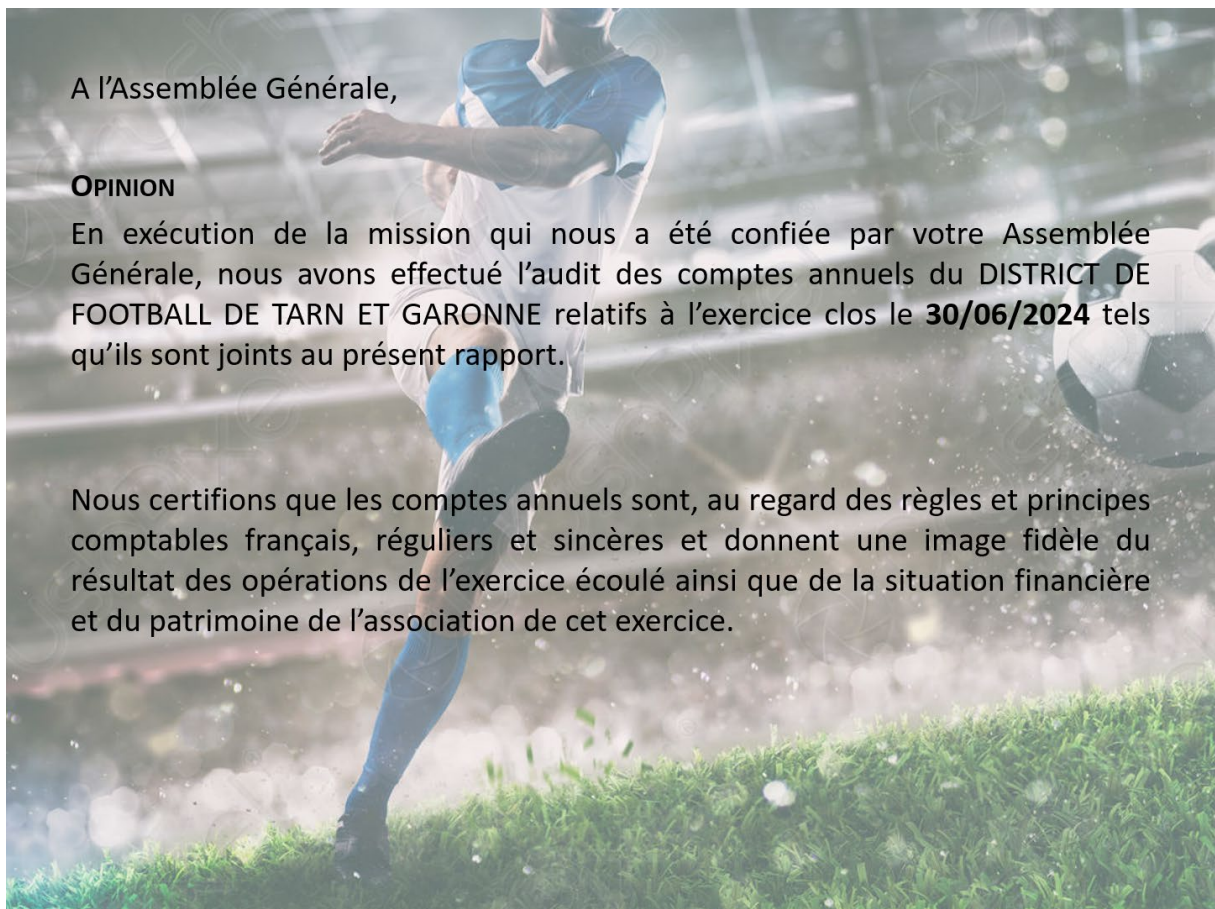 A l’Assemblée Générale,
OPINION
En exécution de la mission qui nous a été confiée par votre Assemblée
Générale, nous avons effectué l’audit des comptes annuels du DISTRICT DE
FOOTBALL DE TARN ET GARONNE relatifs à l’exercice clos le 30/06/2024 tels
qu’ils sont joints au présent rapport.
Nous certifions que les comptes annuels sont, au regard des règles et principes
comptables français, réguliers et sincères et donnent une image fidèle du
résultat des opérations de l’exercice écoulé ainsi que de la situation financière
et du patrimoine de l’association de cet exercice.